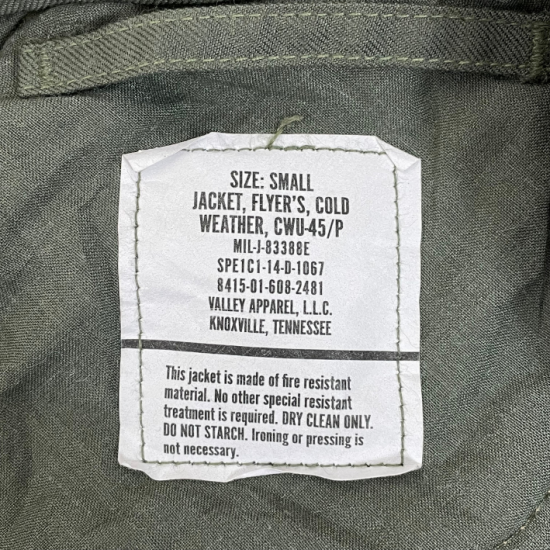 SIZE: SMALL
JACKET, FLYER'S, COLD
WEATHER, CWU-45/P
MIL-J-83388E
SPE1C1-14-D-1067
8415-01-608-2481
VALLEY APPAREL, L.L.C.
KNOXVILLE, TENNESSEE
This jacket is made of fire resistant
material. No other special resistant
treatment is required. DRY CLEAN ONLY.
DO NOT STARCH. Ironing or pressing is
not necessary.